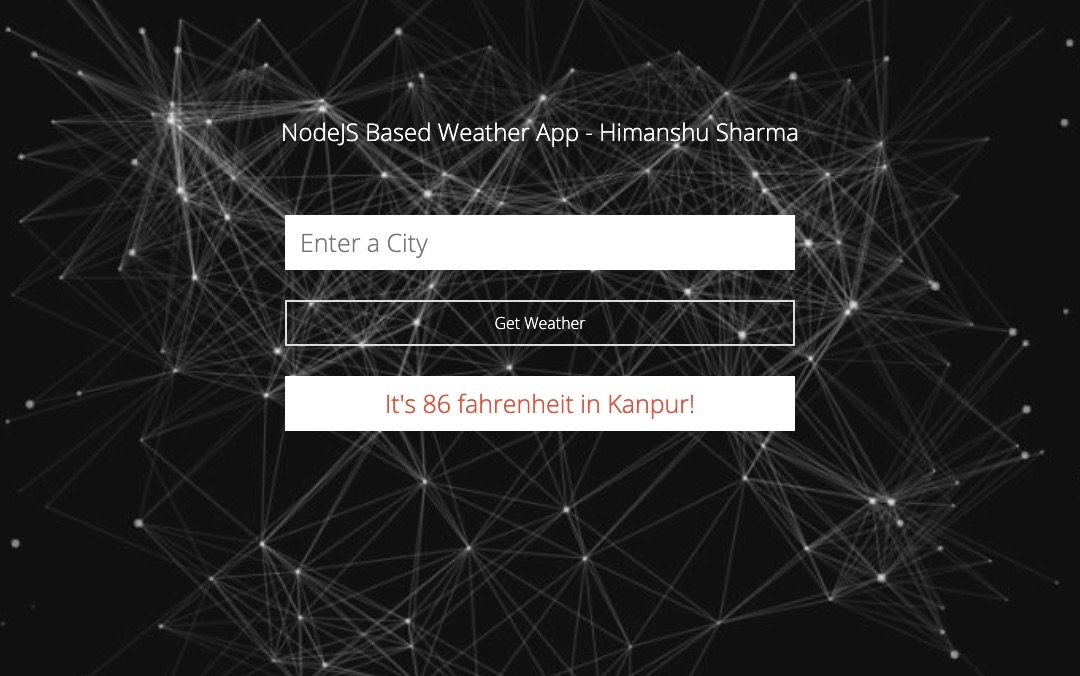 NodeJS Based Weather App - Himanshu Sharma
Enter a City
Get Weather
It's 86 fahrenheit in Kanpur!